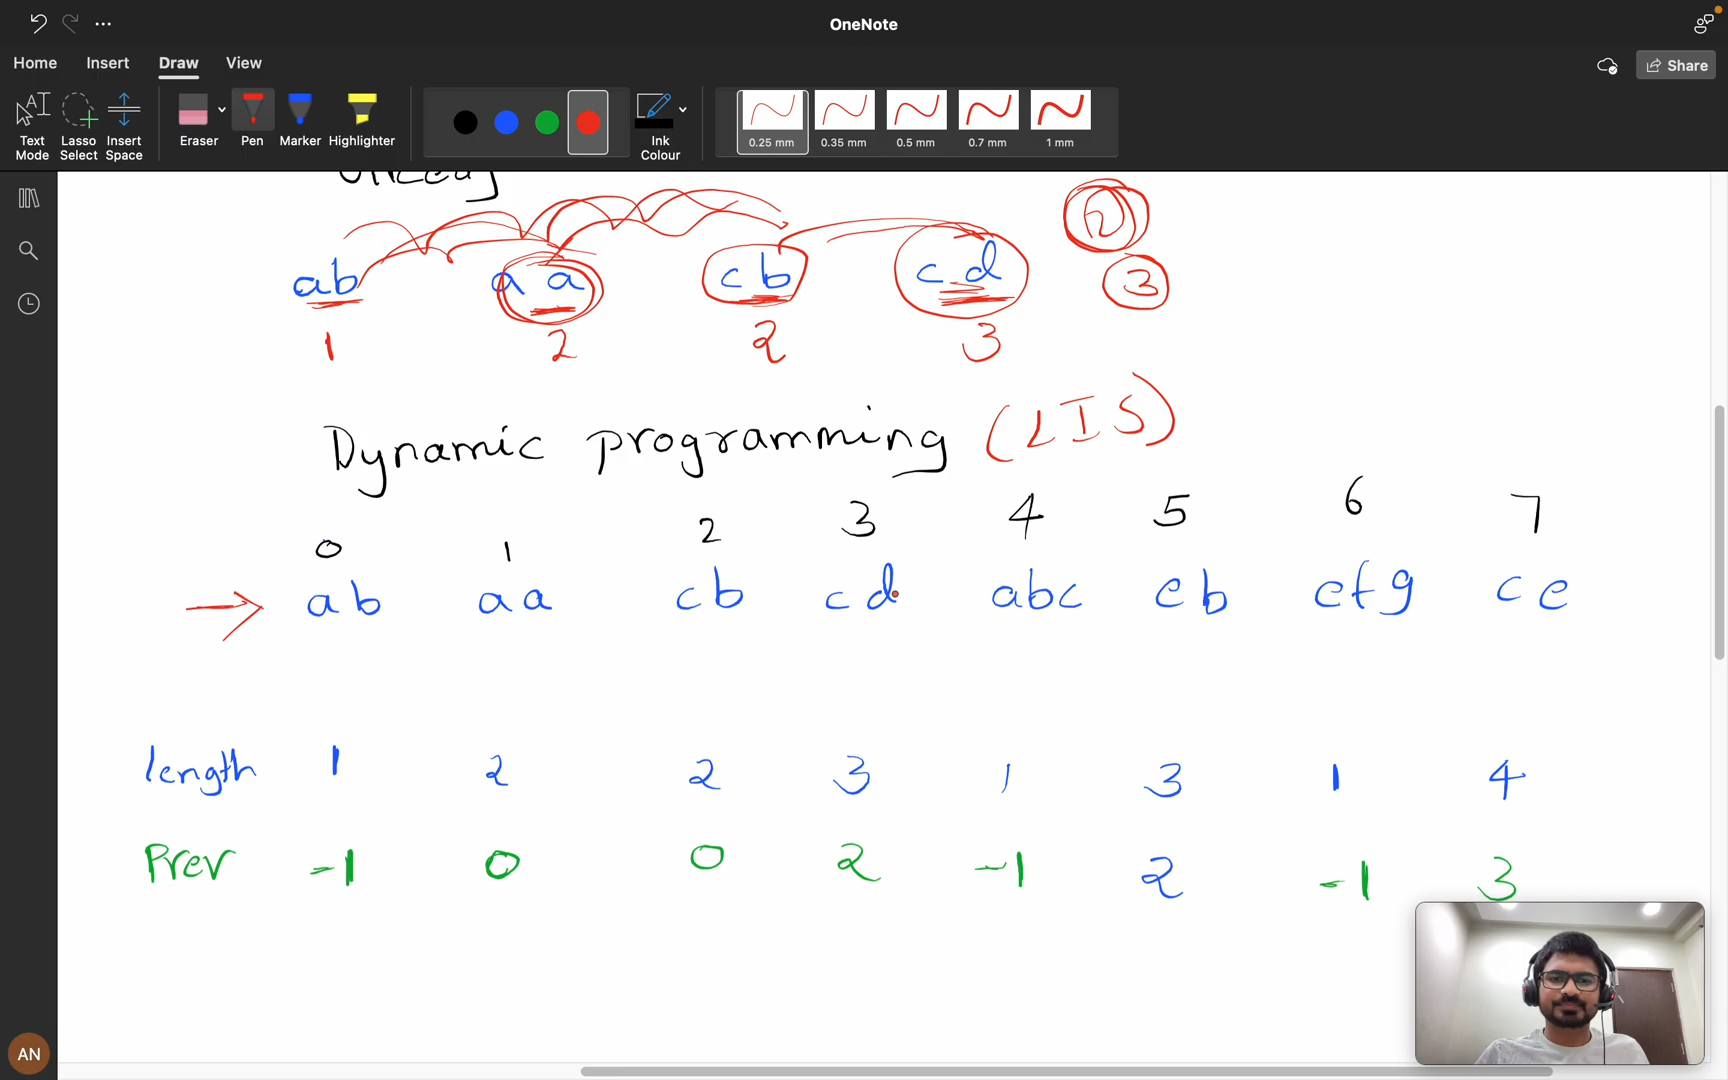 OneNote
Home Insert Draw View
Share
Text Mode
Lasso Select
Insert Space
Eraser
Pen
Marker
Highlighter
Ink Colour
0.25 mm 0.35 mm 0.5 mm 0.7 mm 1 mm
2
ab aa cb cd 3
1 2 2 3
Dynamic programming (LIS)
0 1 2 3 4 5 6 7
ab aa cb cd abc eb efg ce
length 1 2 2 3 1 3 1 4
Prev -1 0 0 2 -1 2 -1 3
AN